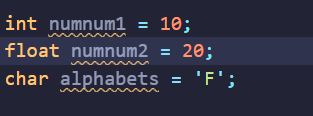 int numnum1 = 10;
float numnum2 = 20;
char alphabets = 'F';